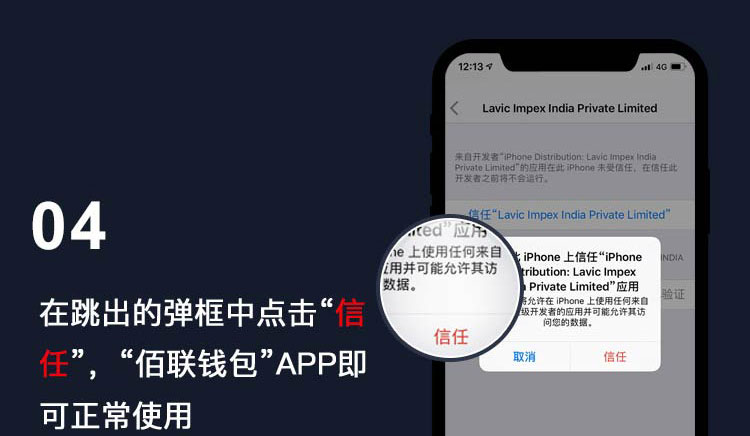 12:13
4G
Lavic Impex India Private Limited
来自开发者“iPhone Distribution: Lavic Impex India
Private Limited”的应用在此 iPhone 未受信任，在信任此
开发者之前将不会运行。
信任“Lavic Impex India Private Limited”
04
在跳出的弹框中点击“信
任”，“佰联钱包”APP即
可正常使用
ited”应用
ne 上使用任何来自
应用并可能允许其访
数据。
信任
iPhone 上信任“iPhone
tribution: Lavic Impex
Private Limited”应用
将允许在 iPhone 上使用任何来自
级开发者的应用并可能允许其访
问您的数据。
取消
信任
INDIA
验证